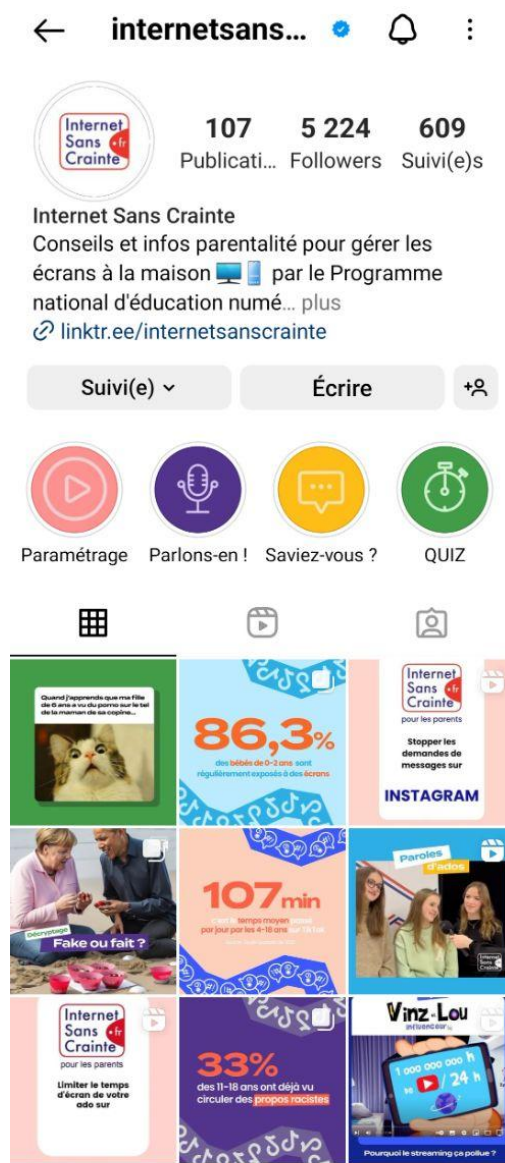 internetsans...
Internet
Sans .fr
Crainte
107
5 224
609
Publicati...
Followers
Suivi(e)s
Internet Sans Crainte
Conseils et infos parentalité pour gérer les
écrans à la maison par le Programme
national d'éducation numé... plus
linktr.ee/internetsanscrainte
Suivi(e)
Écrire
Paramétrage
Parlons-en !
Saviez-vous ?
QUIZ
Quand j'apprends que ma fille
de 6 ans a vu du porno sur le tel
de la maman de sa copine...
86,3%
des bébés de 0-2 ans sont
régulièrement exposés à des écrans
Internet
Sans .fr
Crainte
pour les parents
Stopper les
demandes de
messages sur
INSTAGRAM
Décryptage
Fake ou fait ?
107 min
c'est le temps moyen passé
par jour par les 4-18 ans sur TikTok
Paroles
d'ados
Internet
Sans .fr
Crainte
Internet
Sans .fr
Crainte
pour les parents
Limiter le temps
d'écran de votre
ado sur
33%
des 11-18 ans ont déjà vu
circuler des propos racistes
Vinz et Lou
influenceur
1 000 000 000 h
/ 24 h
Pourquoi le streaming ça pollue ?